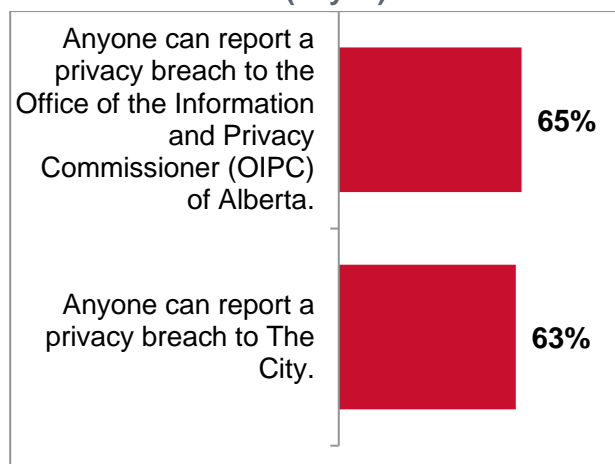 Anyone can report a
privacy breach to the
Office of the Information
and Privacy
Commissioner (OIPC)
of Alberta.
65%
Anyone can report a
privacy breach to The
City.
63%